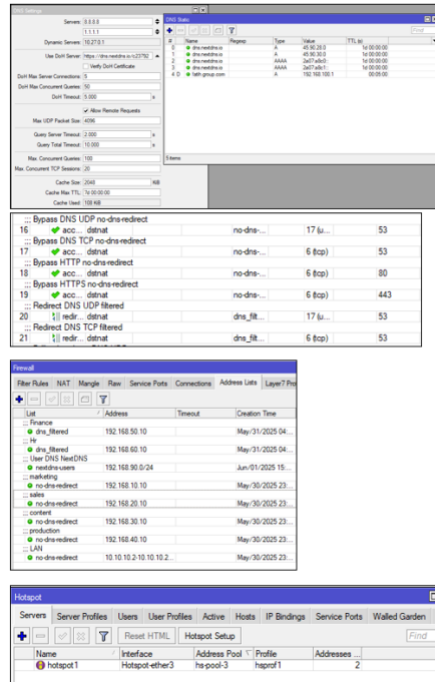 DNS Settings
Servers: 8.8.8.8
1.1.1.1
Dynamic Servers: 10.27.0.1
Use DoH Server:
Verify DoH Certificate
DoH Max Server Connections: 5
DoH Max Concurrent Queries: 50
DoH Timeout: 5.000 s
Allow Remote Requests
Max UDP Packet Size: 4096
Query Server Timeout: 2.000 s
Query Total Timeout: 10.000 s
Max. Concurrent Queries: 100
Max. Concurrent TCP Sessions: 20
Cache Size: 2048 KiB
Cache Max TTL: 7d 00:00:00
Cache Used:
DNS Static
Find
# Name Regexp Type Value TTL (s)
0 dns.nextdns.io A 45.90.28.0 1d 00:00:00
1 dns.nextdns.io A 45.90.30.0 1d 00:00:00
2 dns.nextdns.io AAAA 2a07:a8c0:: 1d 00:00:00
3 dns.nextdns.io AAAA 2a07:a8c1:: 1d 00:00:00
4 D A 192.168.100.1 00:05:00
5 items
;;; Bypass DNS UDP no-dns-redirect
16 acc... dstnat no-dns-... 17 (u... 53
;;; Bypass DNS TCP no-dns-redirect
17 acc... dstnat no-dns-... 6 (tcp) 53
;;; Bypass HTTP no-dns-redirect
18 acc... dstnat no-dns-... 6 (tcp) 80
;;; Bypass HTTPS no-dns-redirect
19 acc... dstnat no-dns-... 6 (tcp) 443
;;; Redirect DNS UDP filtered
20 redir... dstnat dns_filt... 17 (u... 53
;;; Redirect DNS TCP filtered
21 redir... dstnat dns_filt... 6 (tcp) 53
Firewall
Filter Rules NAT Mangle Raw Service Ports Connections Address Lists Layer7 Pro
List Address Timeout Creation Time
;;; Finance
dns_filtered 192.168.50.10 May/31/2025 04:...
;;; Hr
dns_filtered 192.168.60.10 May/31/2025 04:...
;;; User DNS NextDNS
nextdns-users 192.168.90.0/24 Jun/01/2025 15:...
;;; marketing
no-dns-redirect 192.168.10.10 May/30/2025 23:...
;;; sales
no-dns-redirect 192.168.20.10 May/30/2025 23:...
;;; content
no-dns-redirect 192.168.30.10 May/30/2025 23:...
;;; production
no-dns-redirect 192.168.40.10 May/30/2025 23:...
;;; LAN
no-dns-redirect 10.10.10.2-10.10.10.2... May/30/2025 23:...
Hotspot
Servers Server Profiles Users User Profiles Active Hosts IP Bindings Service Ports Walled Garden
Reset HTML Hotspot Setup Find
Name Interface Address Pool Profile Addresses ...
hotspot1 Hotspot-ether3 hs-pool-3 hsprof1 2